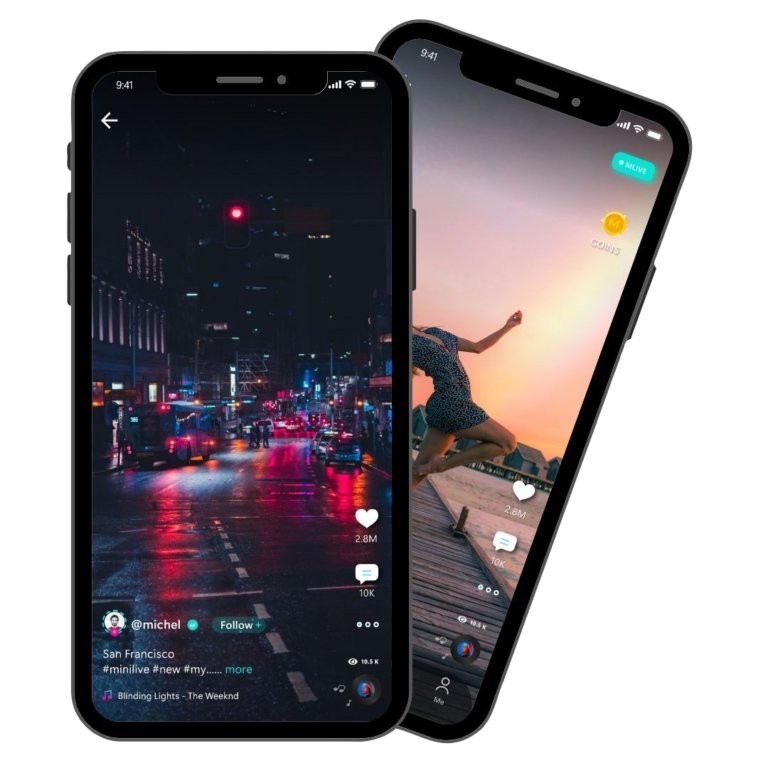 9:41
2.8M
10K
@michel
Follow+
San Francisco
#minilive #new #my...... more
10.5 K
Blinding Lights - The Weeknd
9:41
MLIVE
COINS
2.8M
10K
10.5 K
Me